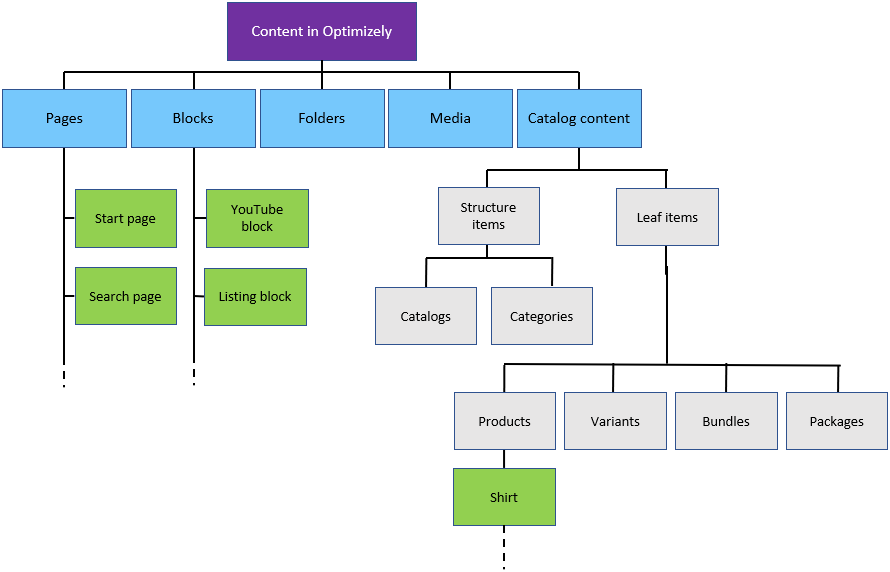 Content in Optimizely
Pages
Blocks
Folders
Media
Catalog content
Start page
YouTube
block
Structure
items
Leaf items
Search page
Listing block
Catalogs
Categories
Products
Variants
Bundles
Packages
Shirt